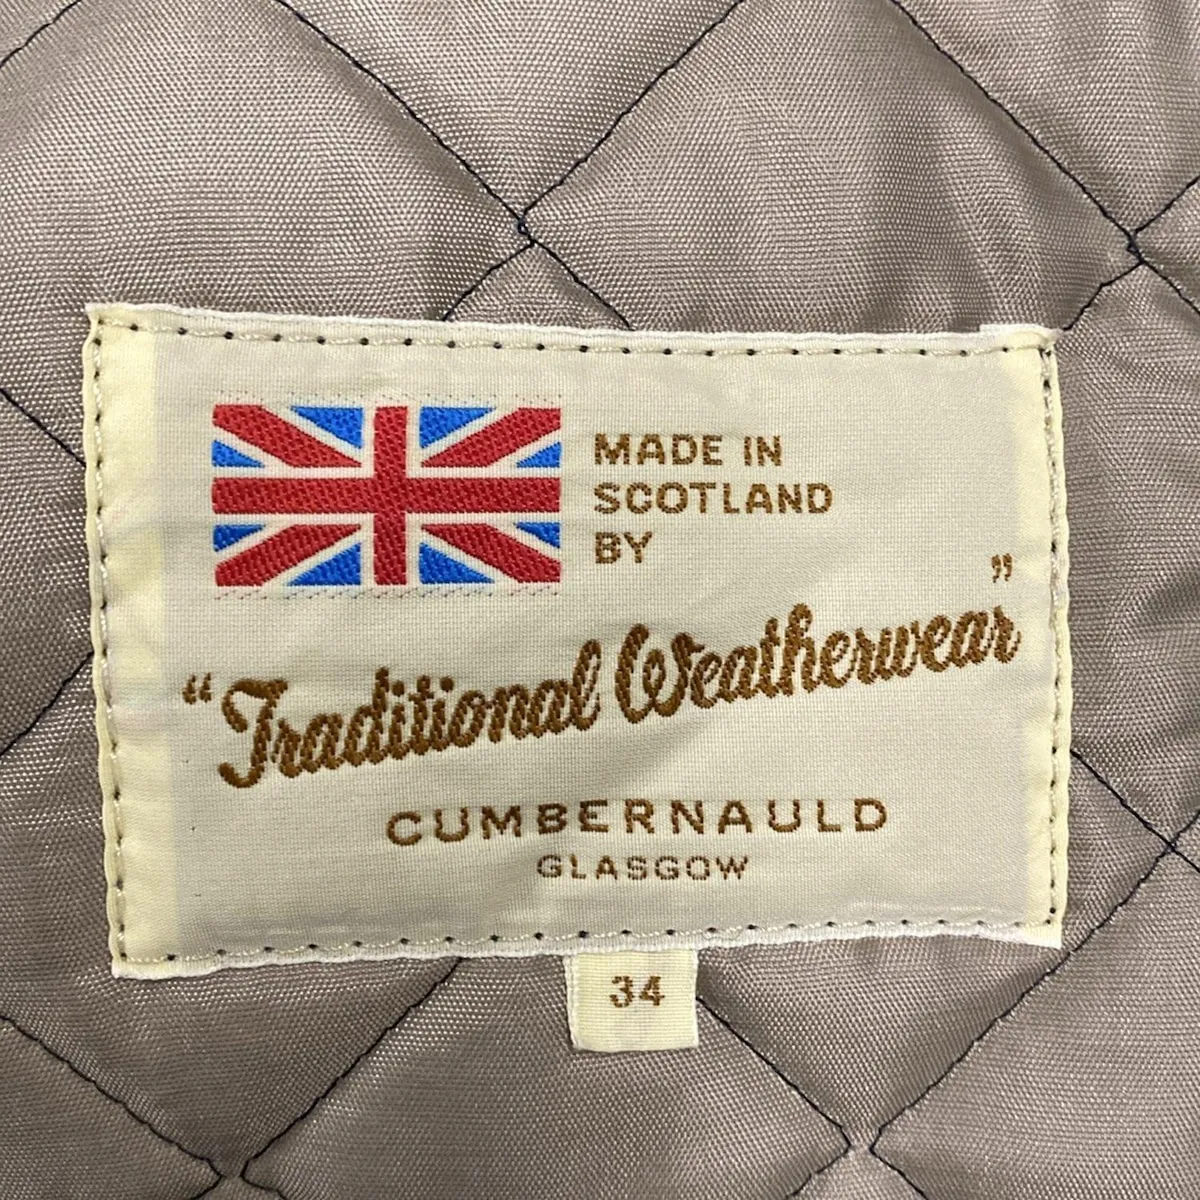 MADE IN
SCOTLAND
BY
“Traditional Weatherwear”
CUMBERNAULD
GLASGOW
34